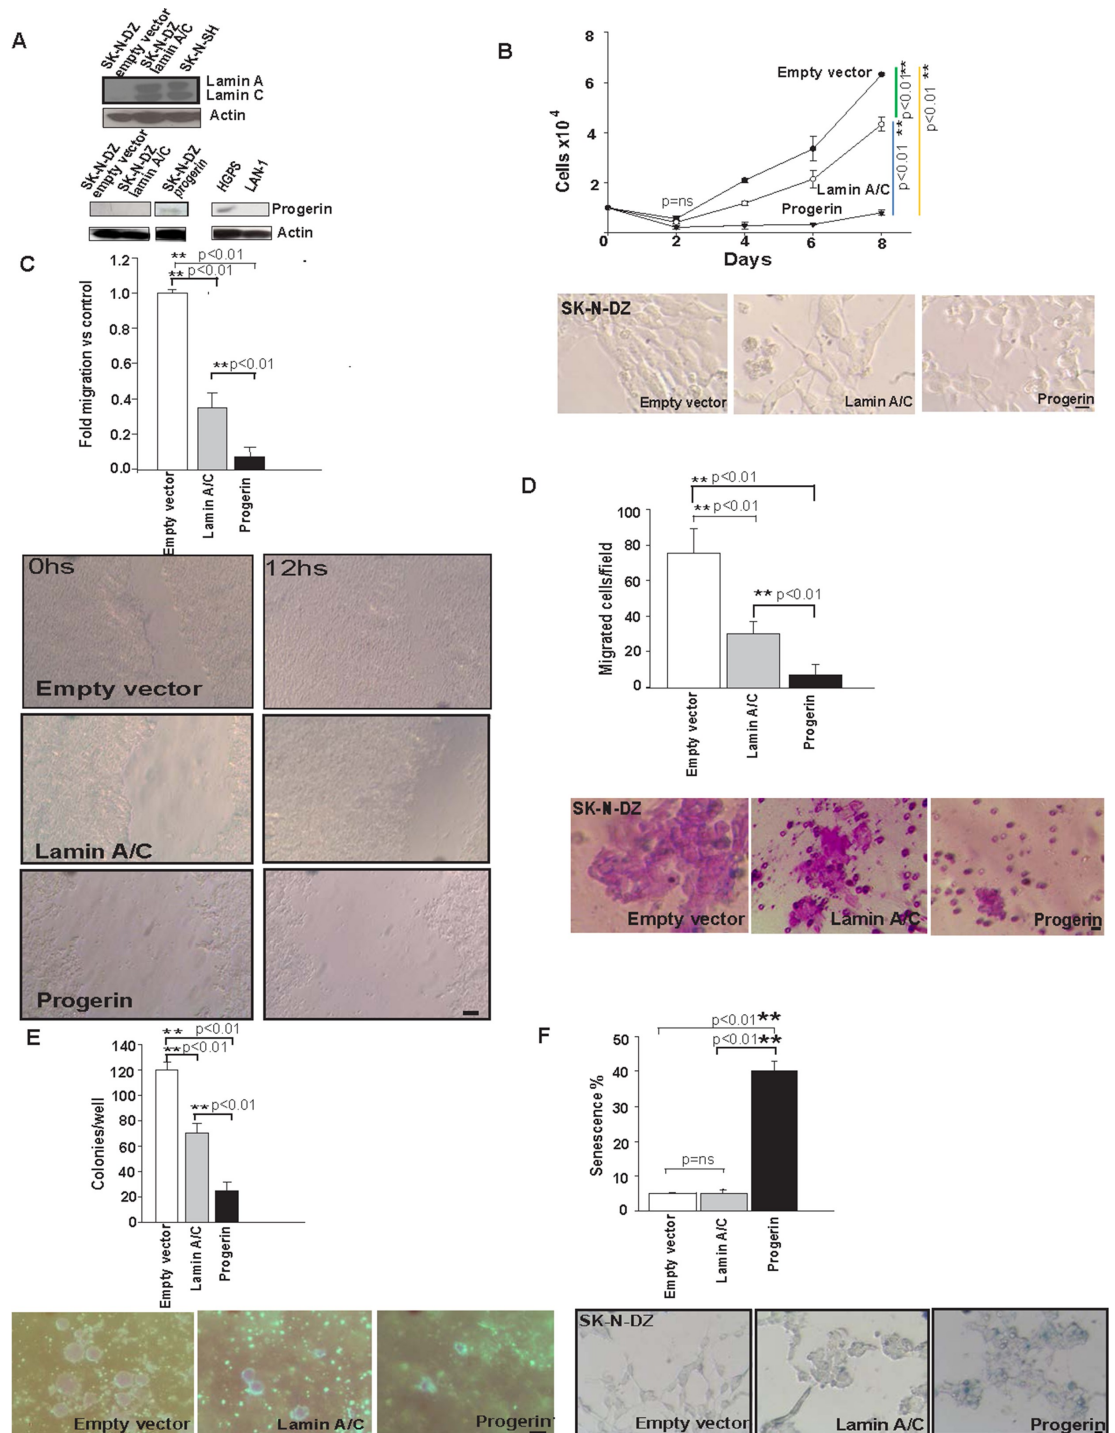 A
SK-N-DZ
empty vector
SK-N-DZ
lamin A/C
SK-N-SH
Lamin A
Lamin C
Actin
SK-N-DZ
empty vector
SK-N-DZ
lamin A/C
SK-N-DZ
progerin
HGPS
LAN-1
Progerin
Actin
B
8
6
4
2
0
Cells x10 4
Empty vector
Lamin A/C
Progerin
p=ns
p<0.01 **
p<0.01 **
p<0.01 **
0 2 4 6 8
Days
SK-N-DZ
Empty vector
Lamin A/C
Progerin
C
1.2
1.0
0.8
0.6
0.4
0.2
0.0
Fold migration vs control
** p<0.01
** p<0.01
**p<0.01
Empty vector
Lamin A/C
Progerin
0hs
12hs
Empty vector
Lamin A/C
Progerin
D
** p<0.01
** p<0.01
** p<0.01
100
80
60
40
20
0
Migrated cells/field
Empty vector
Lamin A/C
Progerin
SK-N-DZ
Empty vector
Lamin A/C
Progerin
E
** p<0.01
**p<0.01
**p<0.01
140
120
100
80
60
40
20
0
Colonies/well
Empty vector
Lamin A/C
Progerin
Empty vector
Lamin A/C
Progerin
F
p<0.01**
p<0.01**
p=ns
50
40
30
20
10
0
Senescence %
Empty vector
Lamin A/C
Progerin
SK-N-DZ
Empty vector
Lamin A/C
Progerin